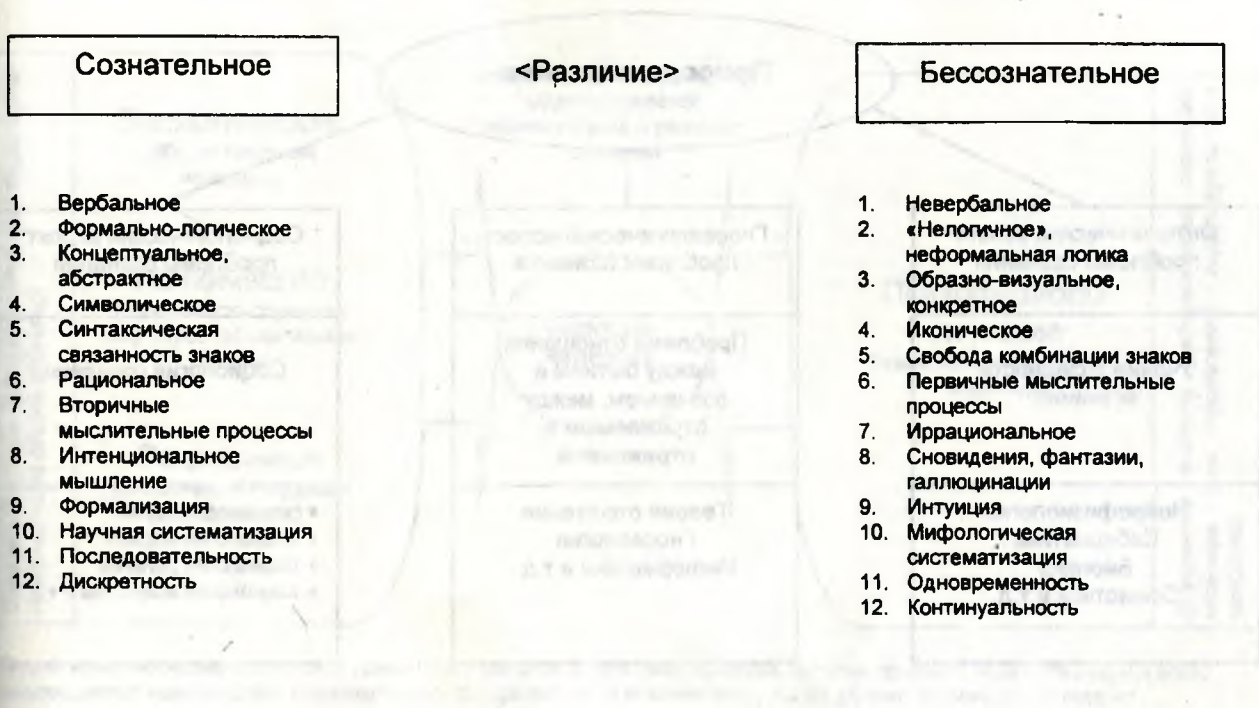 Сознательное
<Различие>
Бессознательное
1. Вербальное
2. Формально-логическое
3. Концептуальное,
абстрактное
4. Символическое
5. Синтаксическая
связанность знаков
6. Рациональное
7. Вторичные
мыслительные процессы
8. Интенциональное
мышление
9. Формализация
10. Научная систематизация
11. Последовательность
12. Дискретность
1. Невербальное
2. «Нелогичное»,
неформальная логика
3. Образно-визуальное,
конкретное
4. Иконическое
5. Свобода комбинации знаков
6. Первичные мыслительные
процессы
7. Иррациональное
8. Сновидения, фантазии,
галлюцинации
9. Интуиция
10. Мифологическая
систематизация
11. Одновременность
12. Континуальность